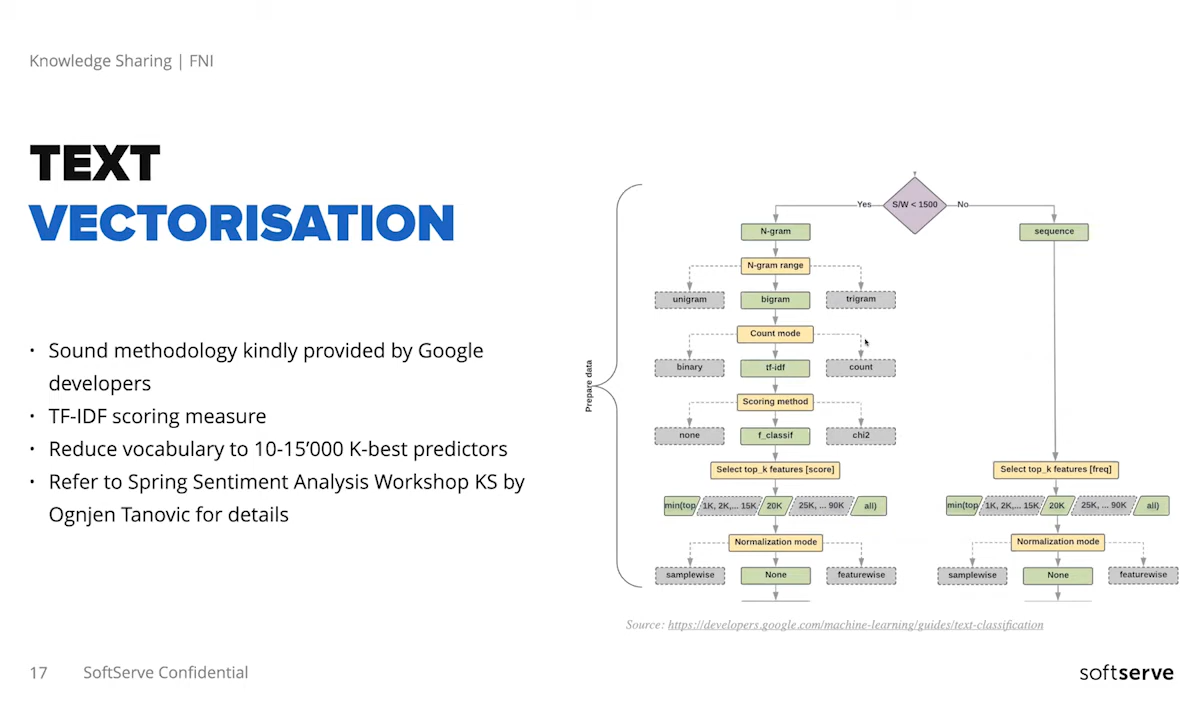 Knowledge Sharing | FNI
TEXT
VECTORISATION
• Sound methodology kindly provided by Google
developers
• TF-IDF scoring measure
• Reduce vocabulary to 10-15’000 K-best predictors
• Refer to Spring Sentiment Analysis Workshop KS by
Ognjen Tanovic for details
Prepare data
Yes
S/W < 1500
No
N-gram
sequence
N-gram range
unigram
bigram
trigram
Count mode
binary
tf-idf
count
Scoring method
none
f_classif
chi2
Select top_k features [score]
Select top_k features [freq]
min(top 1K, 2K,... 15K 20K 25K, ... 90K all)
min(top 1K, 2K,... 15K 20K 25K, ... 90K all)
Normalization mode
Normalization mode
samplewise
None
featurewise
samplewise
None
featurewise
Source: https://developers.google.com/machine-learning/guides/text-classification
17
SoftServe Confidential
softserve